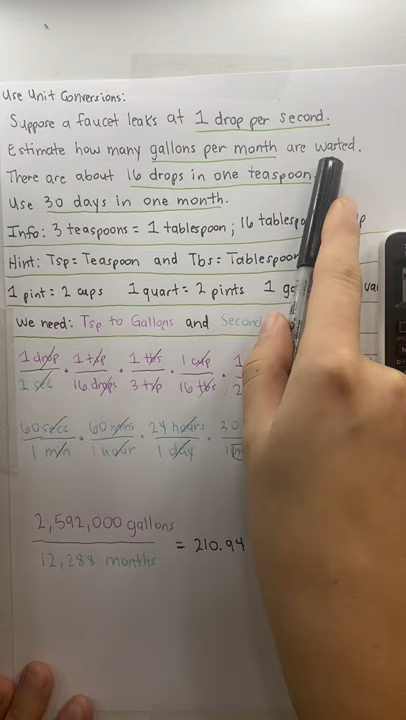 Use Unit Conversions:
Suppose a faucet leaks at 1 drop per second.
Estimate how many gallons per month are wasted.
There are about 16 drops in one teaspoon.
Use 30 days in one month.
Info: 3 teaspoons = 1 tablespoon; 16 tablesp
Hint: Tsp = Teaspoon and Tbs = Tablespoon
1 pint = 2 cups 1 quart = 2 pints 1 ga
We need: Tsp to Gallons and Second
1 drop/1 sec · 1 tsp/16 drops · 1 tbs/3 tsp · 1 cup/16 tbs · 1/2
60 secs/1 min · 60 mins/1 hour · 24 hours/1 day · 30
2,592,000 gallons/12,288 months = 210.94